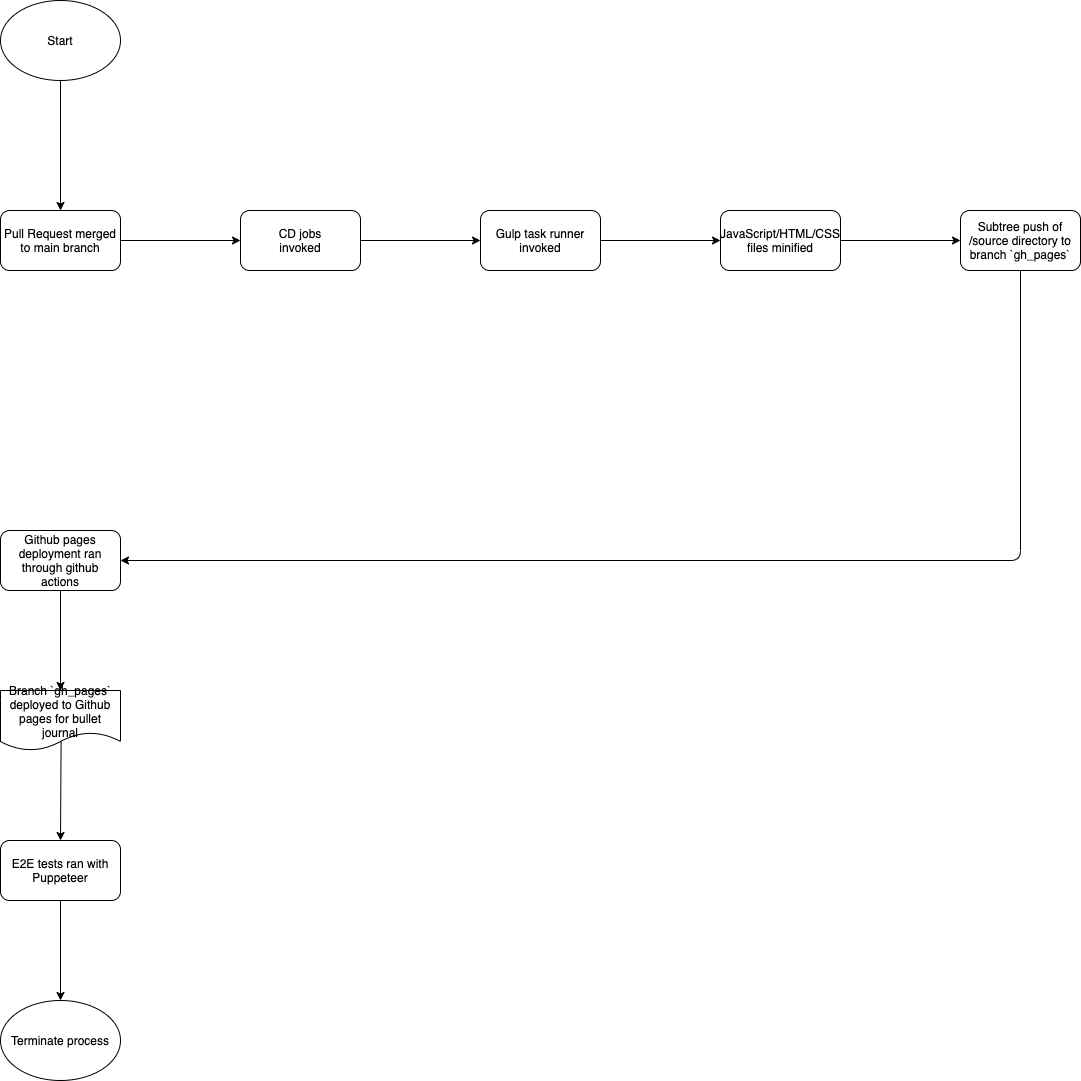 Start
Pull Request merged
to main branch
CD jobs
invoked
Gulp task runner
invoked
JavaScript/HTML/CSS
files minified
Subtree push of
/source directory to
branch `gh_pages`
Github pages
deployment ran
through github
actions
Branch `gh_pages`
deployed to Github
pages for bullet
journal
E2E tests ran with
Puppeteer
Terminate process